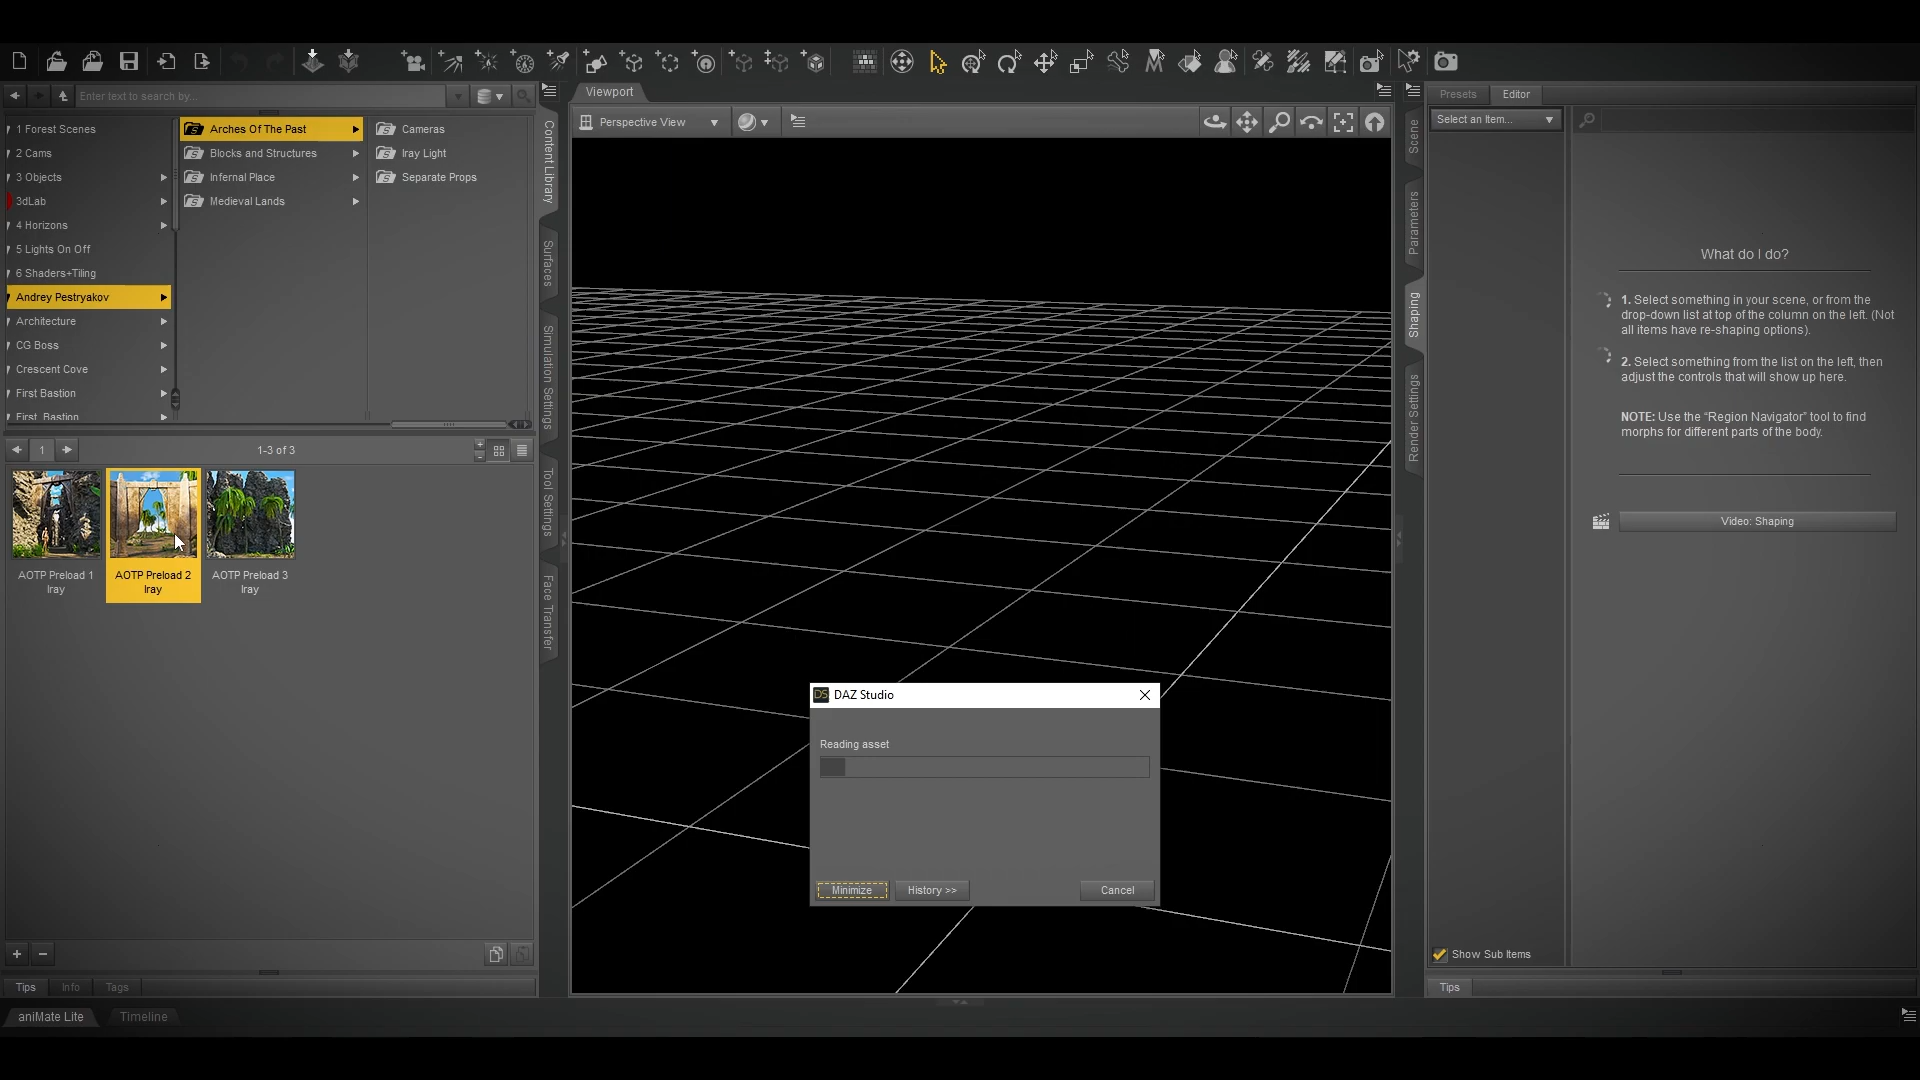 Enter text to search by...
1 Forest Scenes
2 Cams
3 Objects
3dLab
4 Horizons
5 Lights On Off
6 Shaders+Tiling
Andrey Pestryakov
Architecture
CG Boss
Crescent Cove
First Bastion
First Bastion
Arches Of The Past
Blocks and Structures
Infernal Place
Medieval Lands
Cameras
Iray Light
Separate Props
1
1-3 of 3
AOTP Preload 1
Iray
AOTP Preload 2
Iray
AOTP Preload 3
Iray
Tips
Info
Tags
aniMate Lite
Timeline
Content Library
Surfaces
Simulation Settings
Tool Settings
Face Transfer
Viewport
Perspective View
DS DAZ Studio
Reading asset
Minimize
History >>
Cancel
Scene
Parameters
Shaping
Render Settings
Presets
Editor
Select an Item...
What do I do?
1. Select something in your scene, or from the
drop-down list at top of the column on the left. (Not
all items have re-shaping options).
2. Select something from the list on the left, then
adjust the controls that will show up here.
NOTE: Use the "Region Navigator" tool to find
morphs for different parts of the body.
Video: Shaping
Show Sub Items
Tips